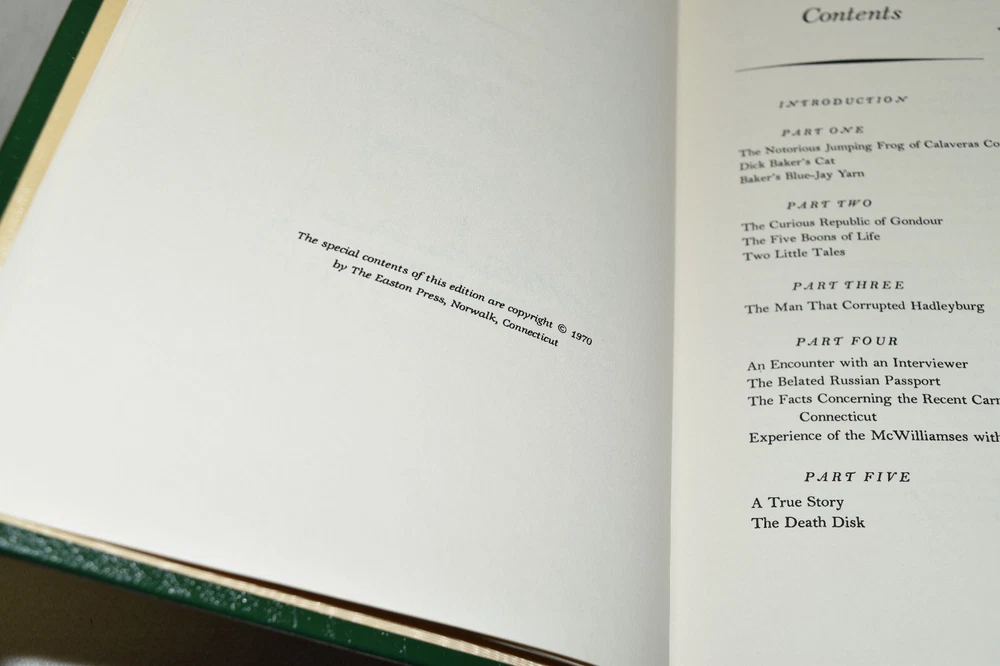 The special contents of this edition are copyright © 1970
by The Easton Press, Norwalk, Connecticut
Contents
INTRODUCTION
PART ONE
The Notorious Jumping Frog of Calaveras
Dick Baker's Cat
Baker's Blue-Jay Yarn
PART TWO
The Curious Republic of Gondour
The Five Boons of Life
Two Little Tales
PART THREE
The Man That Corrupted Hadleyburg
PART FOUR
An Encounter with an Interviewer
The Belated Russian Passport
The Facts Concerning the Recent
Connecticut
Experience of the McWilliamses with
PART FIVE
A True Story
The Death Disk